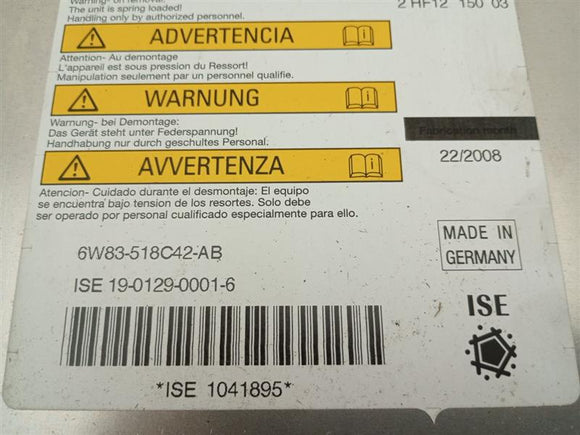 Warning- on removal:
The unit is spring loaded!
Handling only by authorized personnel.
2 HF12 150 03
ADVERTENCIA
Attention- Au demontage
L'appareil est sous pression du Ressort!
Manipulation seulement par un personnel qualifie.
WARNUNG
Warnung- bei Demontage:
Das Gerät steht unter Federspannung!
Handhabung nur durch geschultes Personal.
Fabrication month
22/2008
AVVERTENZA
Atencion- Cuidado durante el desmontaje: El equipo
se encuentra bajo tension de los resortes. Solo debe
ser operado por personal cualificado especialmente para ello.
6W83-518C42-AB
MADE IN
GERMANY
ISE 19-0129-0001-6
ISE
*ISE 1041895*